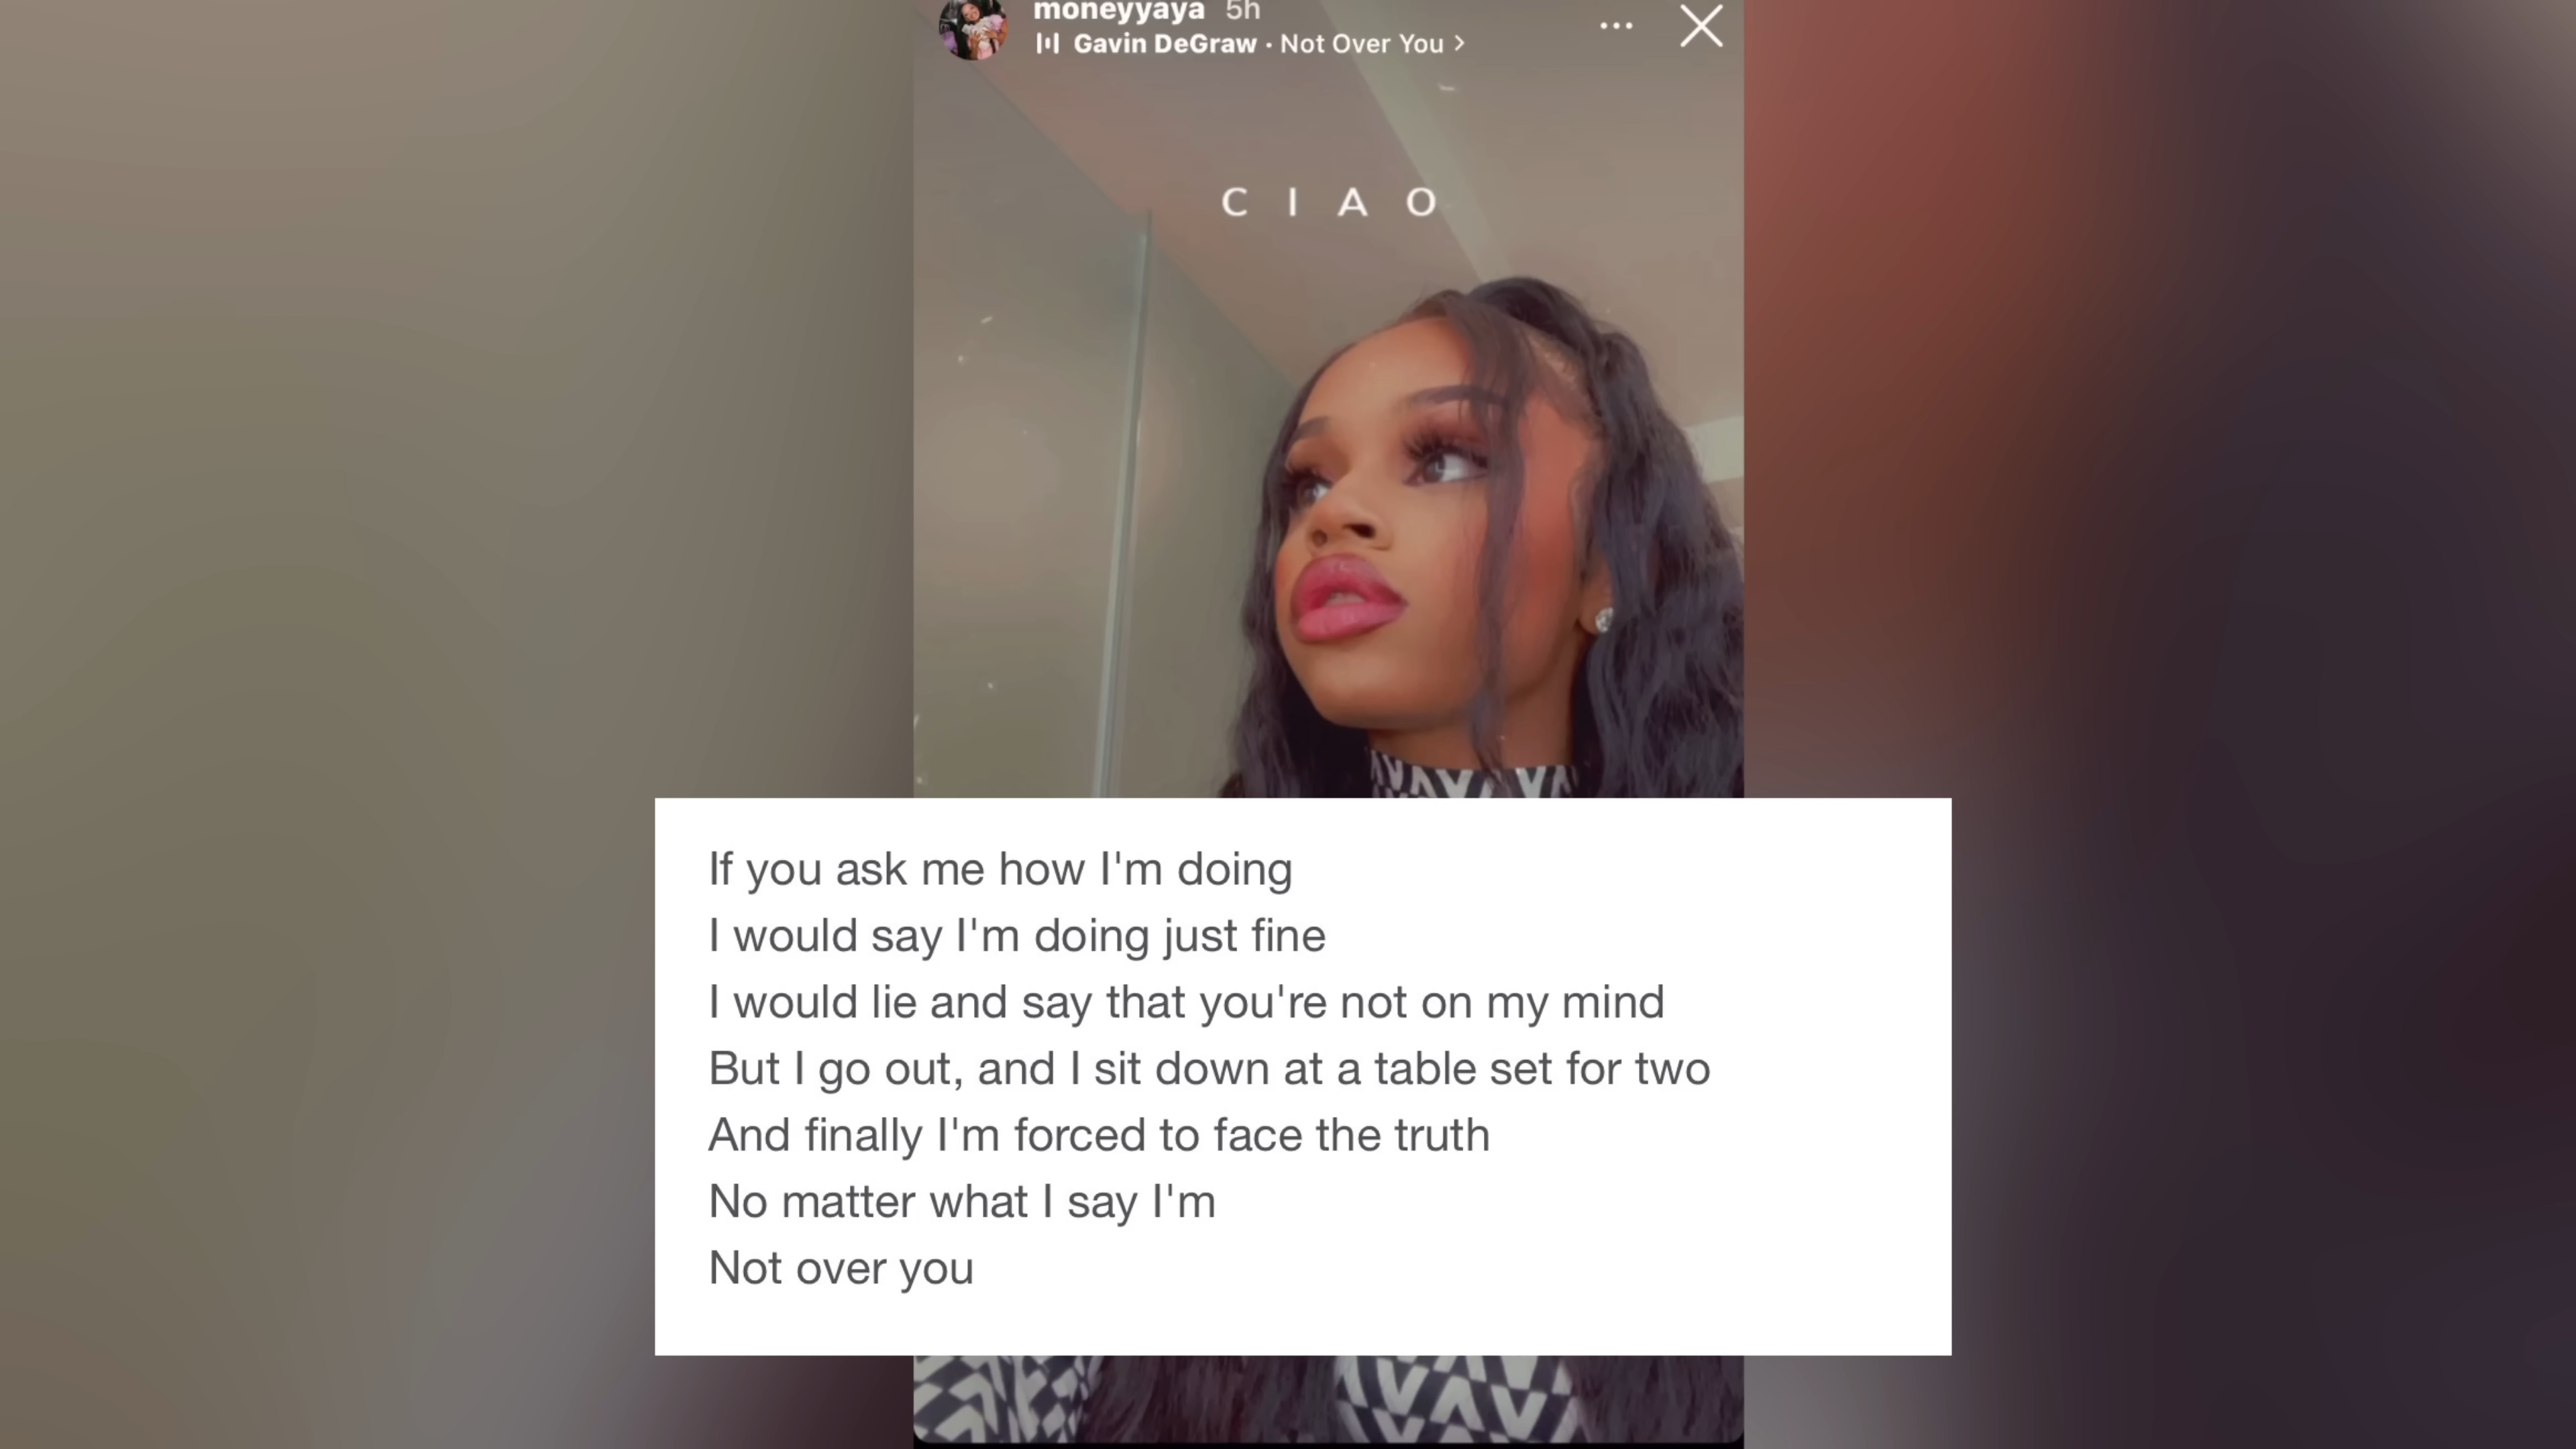 moneyyaya 5h
Gavin DeGraw · Not Over You >
CIAO
If you ask me how I'm doing
I would say I'm doing just fine
I would lie and say that you're not on my mind
But I go out, and I sit down at a table set for two
And finally I'm forced to face the truth
No matter what I say I'm
Not over you